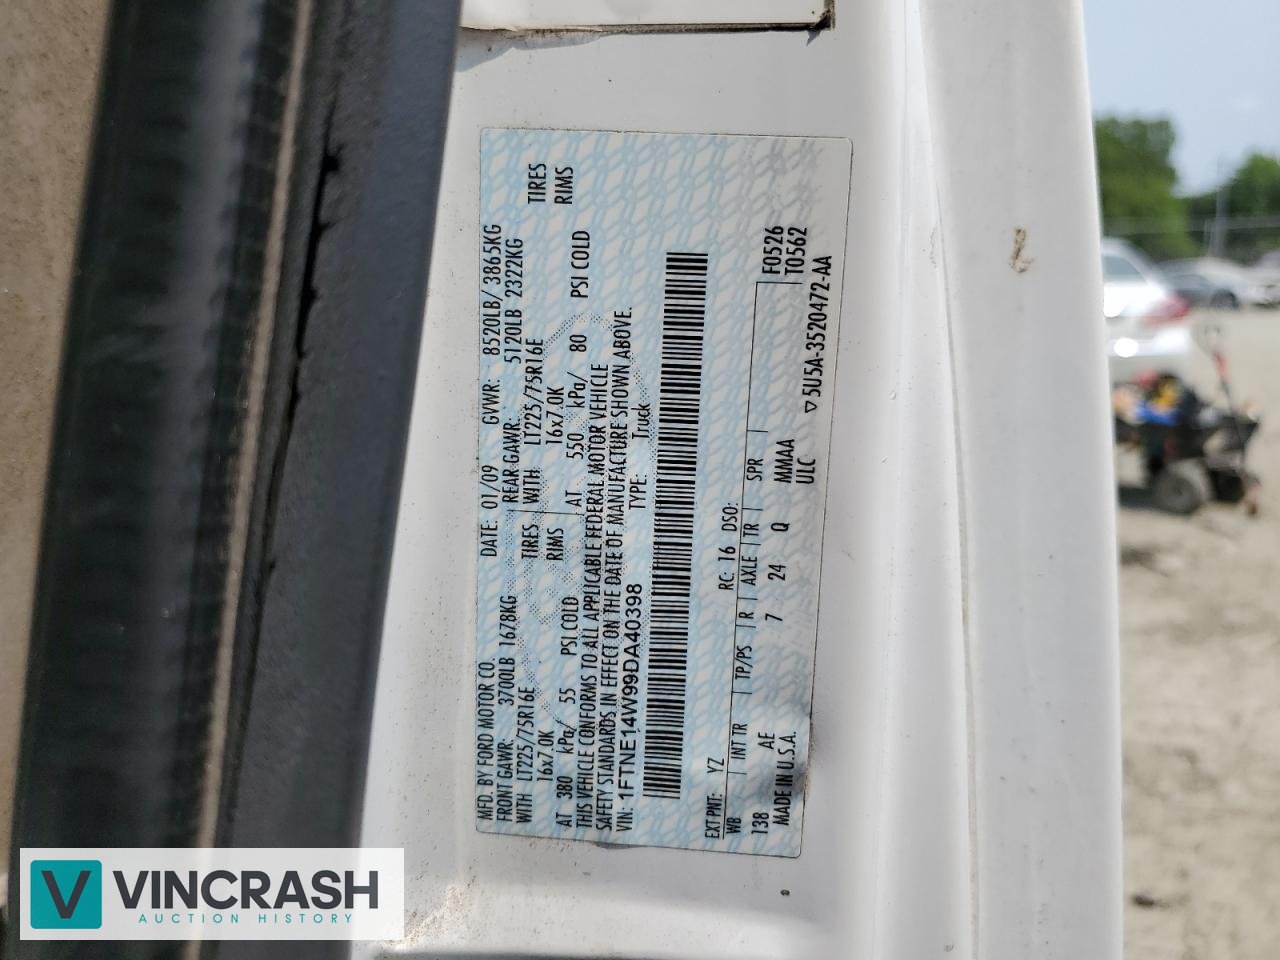 MFD. BY FORD MOTOR CO. DATE: 01/09 GVWR: 8520LB/ 3865KG
FRONT GAWR: 3700LB 1678KG REAR GAWR: 5120LB 2322KG
WITH LT225/75R16E TIRES WITH LT225/75R16E TIRES
16x7.0K RIMS 16x7.0K RIMS
AT 380 kPa/ 55 PSI COLD AT 550 kPa/ 80 PSI COLD
THIS VEHICLE CONFORMS TO ALL APPLICABLE FEDERAL MOTOR VEHICLE
SAFETY STANDARDS IN EFFECT ON THE DATE OF MANUFACTURE SHOWN ABOVE.
VIN: 1FTNE14W99DA40398 TYPE: Truck
EXT PNT: YZ RC: 16 DSO: F0526
WB INT TR TP/PS R AXLE TR SPR T0562
138 AE 7 24 Q MMAA
MADE IN U.S.A. ULC ▽5U5A-3520472-AA
V VINCRASH
AUCTION HISTORY